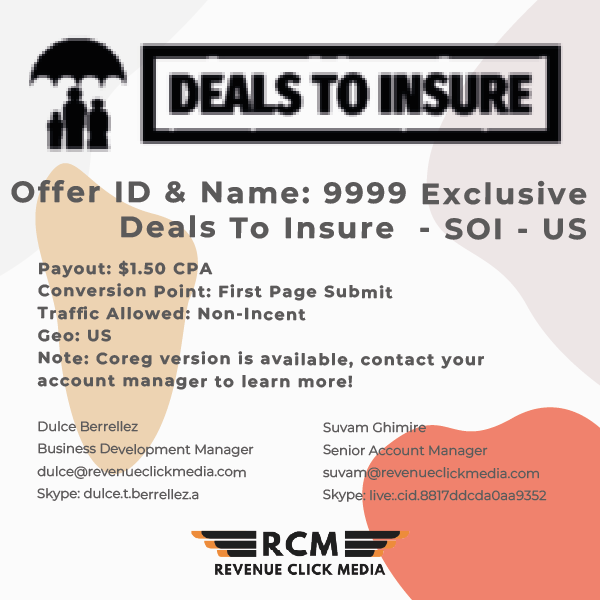 DEALS TO INSURE
Offer ID & Name: 9999 Exclusive
Deals To Insure - SOI - US
Payout: $1.50 CPA
Conversion Point: First Page Submit
Traffic Allowed: Non-Incent
Geo: US
Note: Coreg version is available, contact your
account manager to learn more!
Dulce Berrellez
Business Development Manager
dulce@revenueclickmedia.com
Skype: dulce.t.berrellez.a
Suvam Ghimire
Senior Account Manager
suvam@revenueclickmedia.com
Skype: live:.cid.8817ddcda0aa9352
RCM
REVENUE CLICK MEDIA